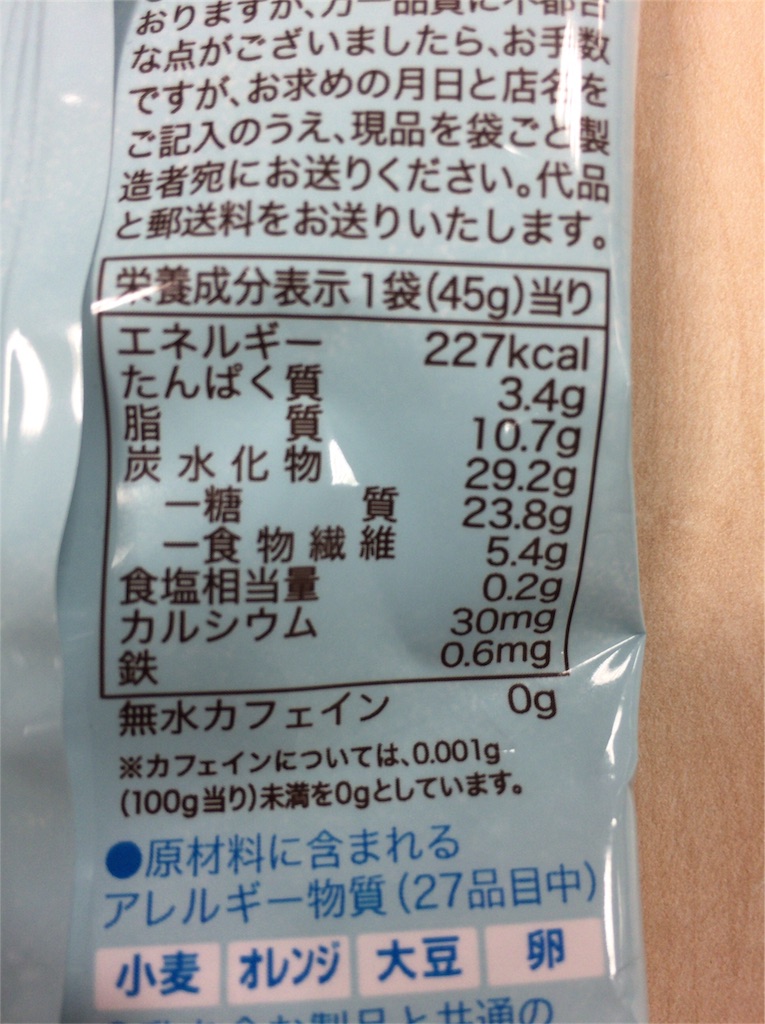 おりますが、万一品質に不都合
な点がございましたら、お手数
ですが、お求めの月日と店名を
ご記入のうえ、現品を袋ごと製
造者宛にお送りください。代品
と郵送料をお送りいたします。
栄養成分表示 1袋(45g)当り
エネルギー 227kcal
たんぱく質 3.4g
脂質 10.7g
炭水化物 29.2g
ー糖質 23.8g
ー食物繊維 5.4g
食塩相当量 0.2g
カルシウム 30mg
鉄 0.6mg
無水カフェイン 0g
※カフェインについては、0.001g
(100g当り)未満を0gとしています。
●原材料に含まれる
アレルギー物質(27品目中)
小麦 オレンジ 大豆 卵
製品と共通の